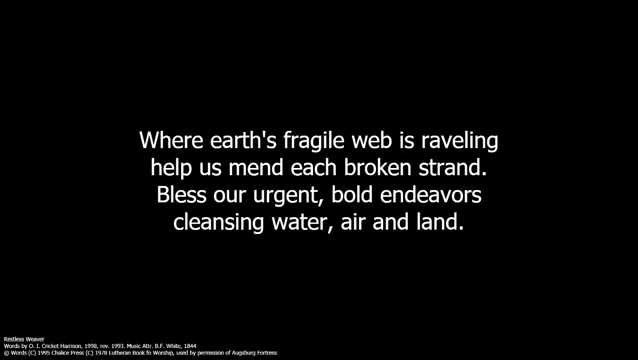 Where earth's fragile web is raveling
help us mend each broken strand.
Bless our urgent, bold endeavors
cleansing water, air and land.
Restless Weaver
Words by O. I. Cricket Harrison, 1998, rev. 1993. Music Attr. B.F. White, 1844
© Words (C) 1995 Chalice Press (C) 1978 Lutheran Book fo Worship, used by permission of Augsburg Fortress